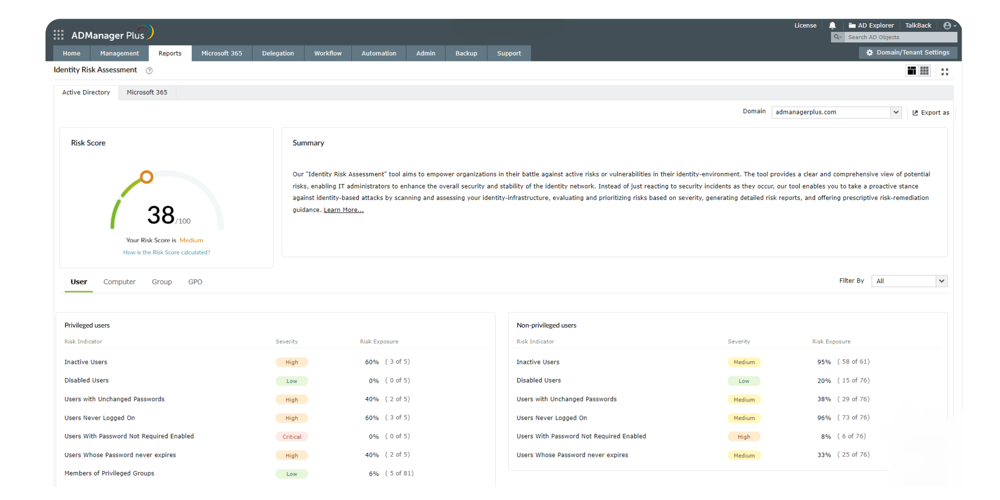 License
AD Explorer
TalkBack
ADManager Plus
Search AD Objects
Home Management Reports Microsoft 365 Delegation Workflow Automation Admin Backup Support
Domain/Tenant Settings
Identity Risk Assessment ?
Active Directory Microsoft 365
Domain admanagerplus.com Export as
Risk Score
38 /100
Your Risk Score is Medium
How is the Risk Score calculated?
Summary
Our "Identity Risk Assessment" tool aims to empower organizations in their battle against active risks or vulnerabilities in their identity-environment. The tool provides a clear and comprehensive view of potential
risks, enabling IT administrators to enhance the overall security and stability of the identity network. Instead of just reacting to security incidents as they occur, our tool enables you to take a proactive stance
against identity-based attacks by scanning and assessing your identity-infrastructure, evaluating and prioritizing risks based on severity, generating detailed risk reports, and offering prescriptive risk-remediation
guidance. Learn More...
User Computer Group GPO
Filter By All
Privileged users
Risk Indicator Severity Risk Exposure
Inactive Users High 60% ( 3 of 5)
Disabled Users Low 0% ( 0 of 5)
Users with Unchanged Passwords High 40% ( 2 of 5)
Users Never Logged On High 60% ( 3 of 5)
Users With Password Not Required Enabled Critical 0% ( 0 of 5)
Users Whose Password never expires High 40% ( 2 of 5)
Members of Privileged Groups Low 6% ( 5 of 81)
Non-privileged users
Risk Indicator Severity Risk Exposure
Inactive Users Medium 95% ( 58 of 61)
Disabled Users Low 20% ( 15 of 76)
Users with Unchanged Passwords Medium 38% ( 29 of 76)
Users Never Logged On Medium 96% ( 73 of 76)
Users With Password Not Required Enabled High 8% ( 6 of 76)
Users Whose Password never expires Medium 33% ( 25 of 76)